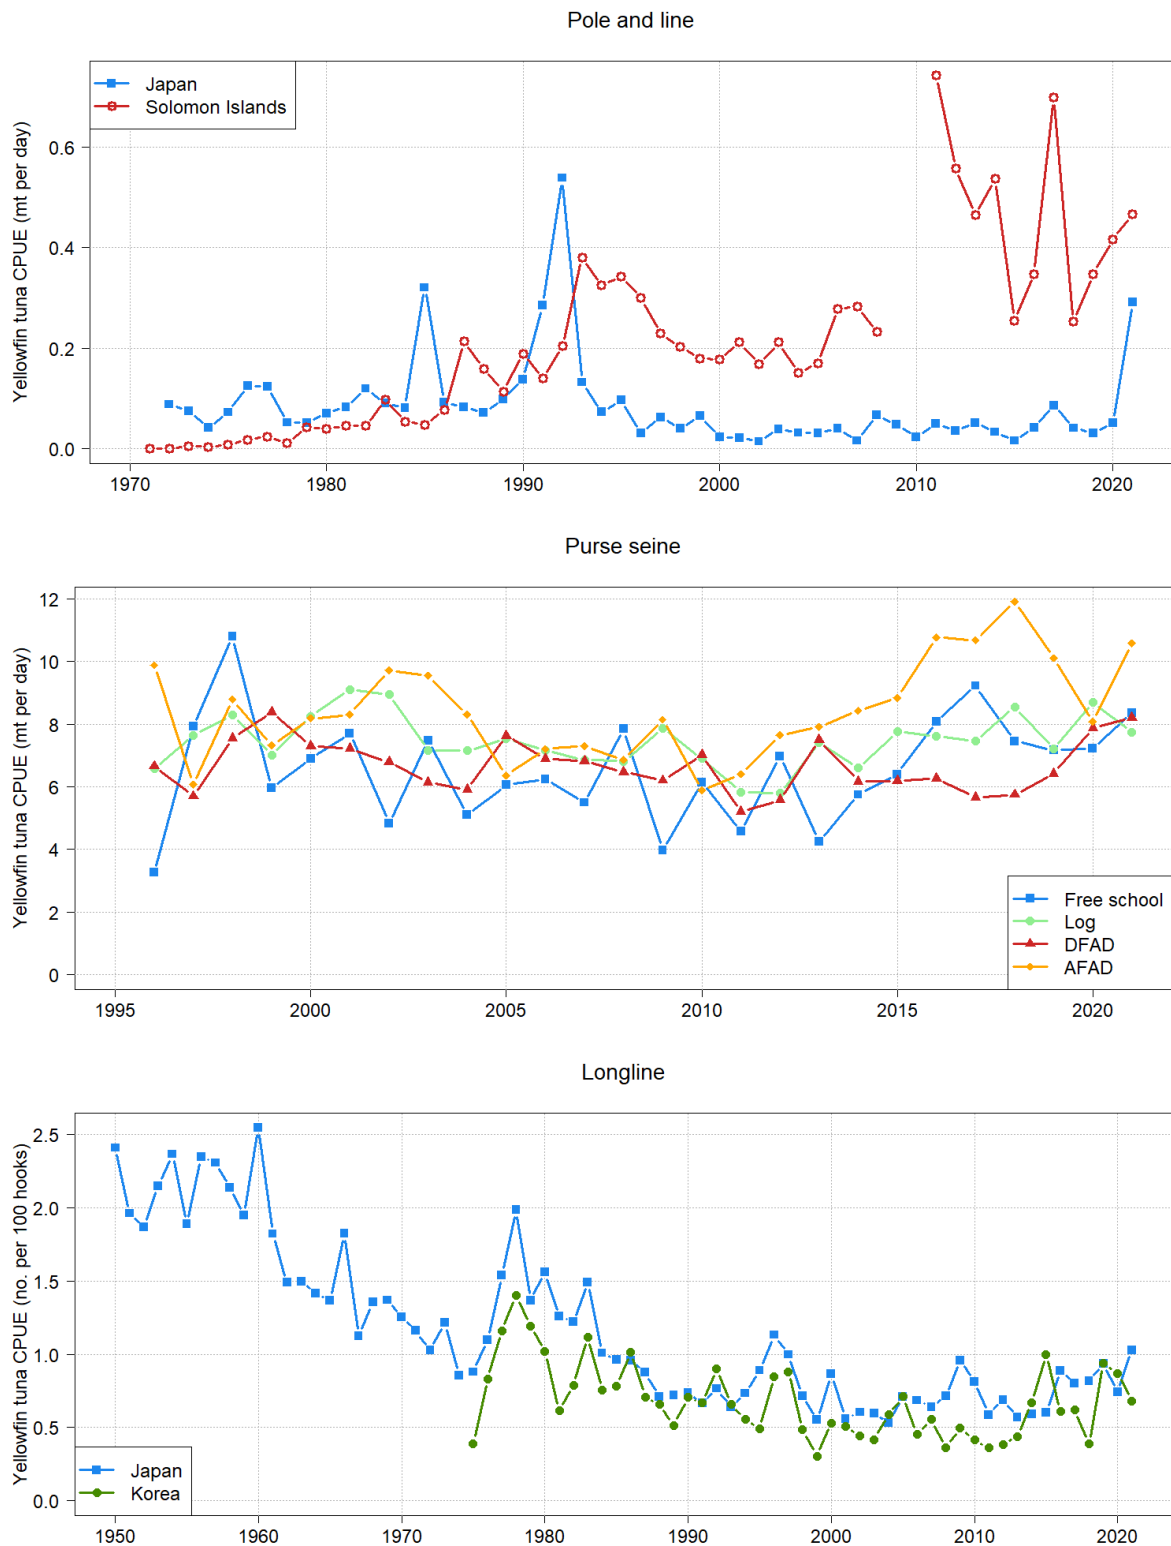 Pole and line
Yellowfin tuna CPUE (mt per day)
Japan
Solomon Islands
0.6
0.4
0.2
0.0
1970 1980 1990 2000 2010 2020
Purse seine
Yellowfin tuna CPUE (mt per day)
12
10
8
6
4
2
0
Free school
Log
DFAD
AFAD
1995 2000 2005 2010 2015 2020
Longline
Yellowfin tuna CPUE (no. per 100 hooks)
2.5
2.0
1.5
1.0
0.5
0.0
Japan
Korea
1950 1960 1970 1980 1990 2000 2010 2020